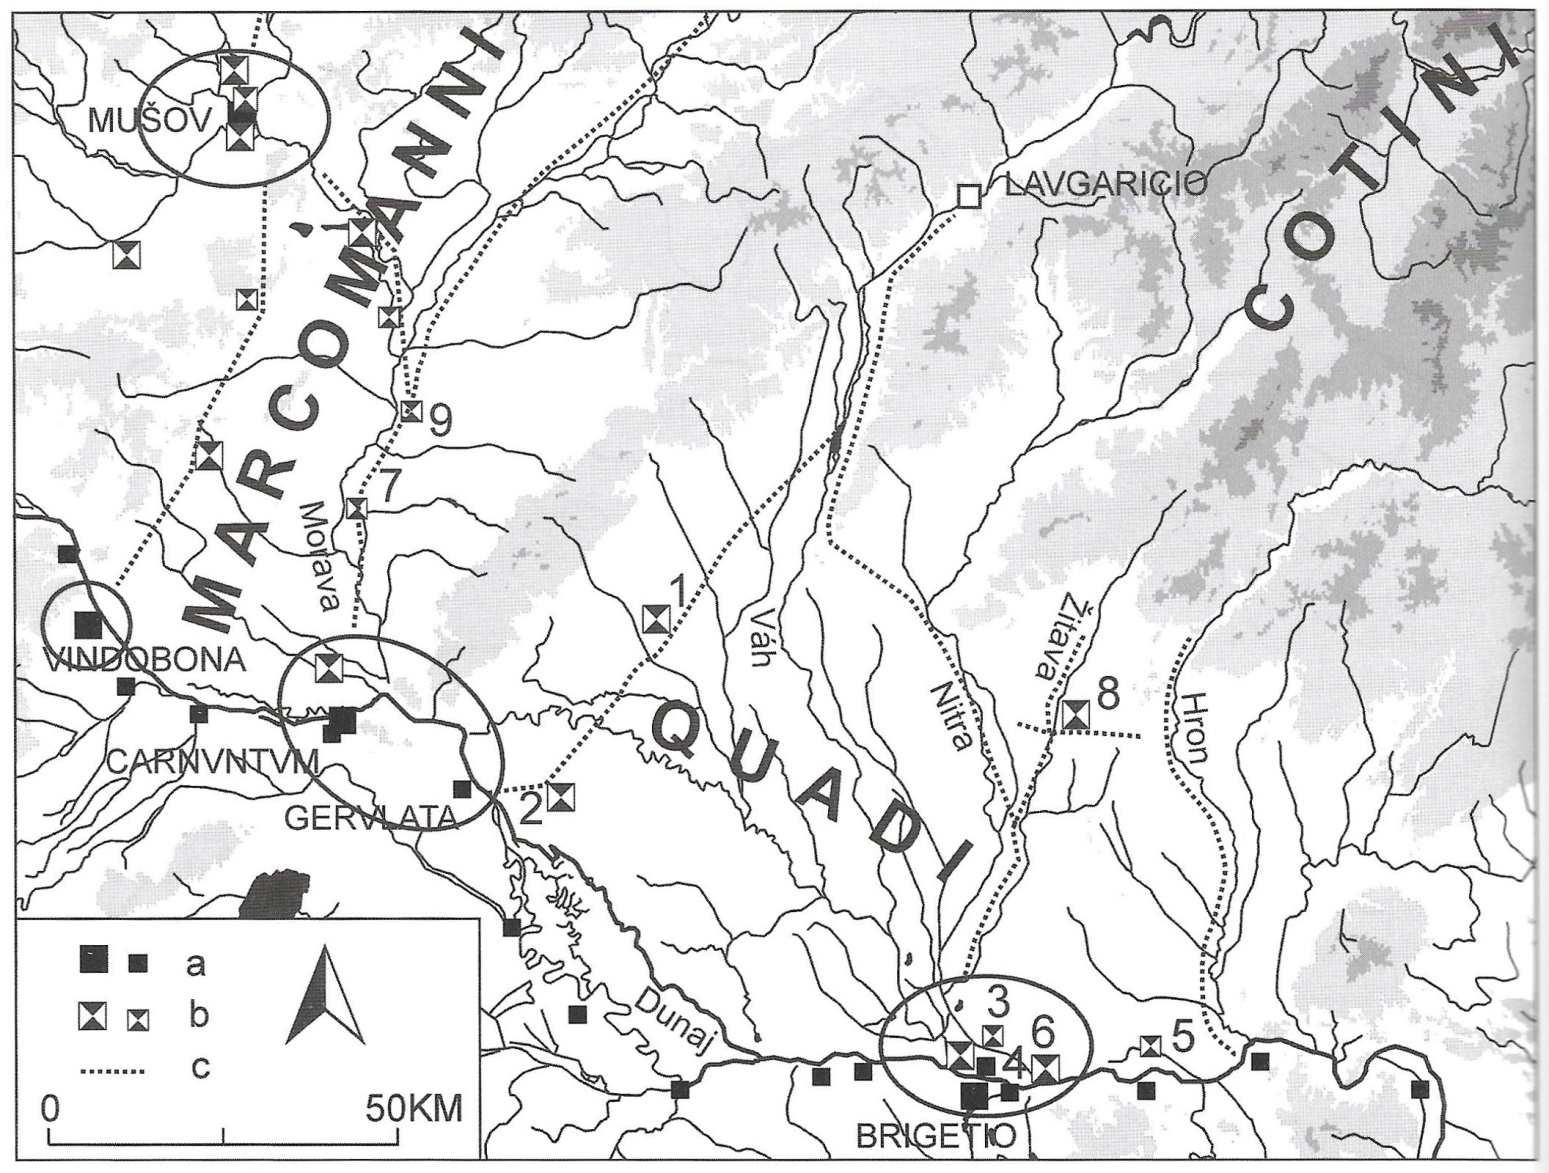 MUŠOV
MARCOMANNI
LAVGARICIO
COTINI
9
7
Morava
1
Váh
Žitava
8
Nitra
Hron
VINDOBONA
QUADI
CARNVNTVM
2
GERVLATA
a
b
c
0
50KM
Dunaj
3
6
5
4
BRIGETIO